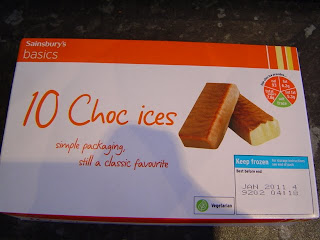 Sainsbury's
basics
10 Choc ices
simple packaging,
still a classic favourite
Keep frozen
Best before end
JAN 2011 4
9202 04:18
Vegetarian